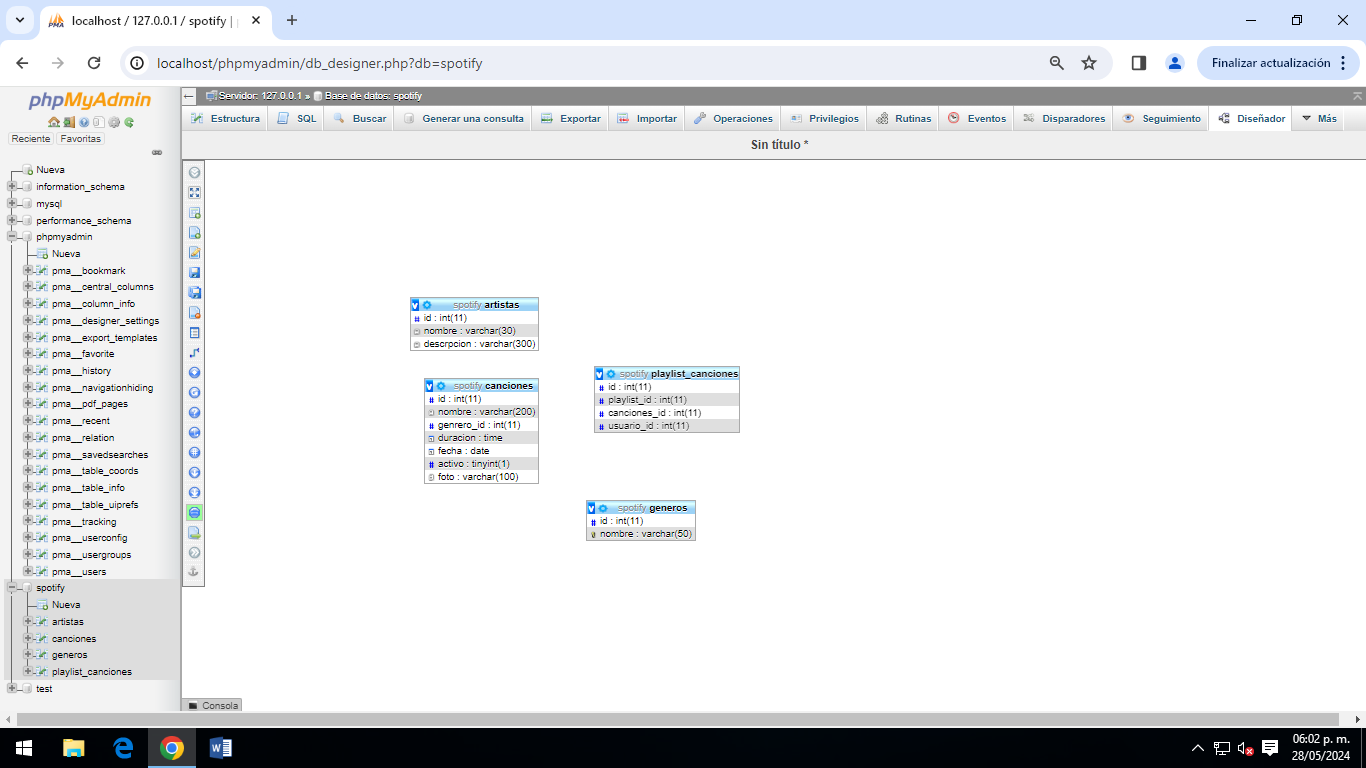 localhost / 127.0.0.1 / spotify |
localhost/phpmyadmin/db_designer.php?db=spotify
Finalizar actualización
phpMyAdmin
Reciente Favoritas
Nueva
information_schema
mysql
performance_schema
phpmyadmin
Nueva
pma__bookmark
pma__central_columns
pma__column_info
pma__designer_settings
pma__export_templates
pma__favorite
pma__history
pma__navigationhiding
pma__pdf_pages
pma__recent
pma__relation
pma__savedsearches
pma__table_coords
pma__table_info
pma__table_uiprefs
pma__tracking
pma__userconfig
pma__usergroups
pma__users
spotify
Nueva
artistas
canciones
generos
playlist_canciones
test
Servidor: 127.0.0.1 » Base de datos: spotify
Estructura SQL Buscar Generar una consulta Exportar Importar Operaciones Privilegios Rutinas Eventos Disparadores Seguimiento Diseñador Más
Sin título *
spotify artistas
id : int(11)
nombre : varchar(30)
descrpcion : varchar(300)
spotify canciones
id : int(11)
nombre : varchar(200)
genrero_id : int(11)
duracion : time
fecha : date
activo : tinyint(1)
foto : varchar(100)
spotify playlist_canciones
id : int(11)
playlist_id : int(11)
canciones_id : int(11)
usuario_id : int(11)
spotify generos
id : int(11)
nombre : varchar(50)
Consola
06:02 p. m.
28/05/2024